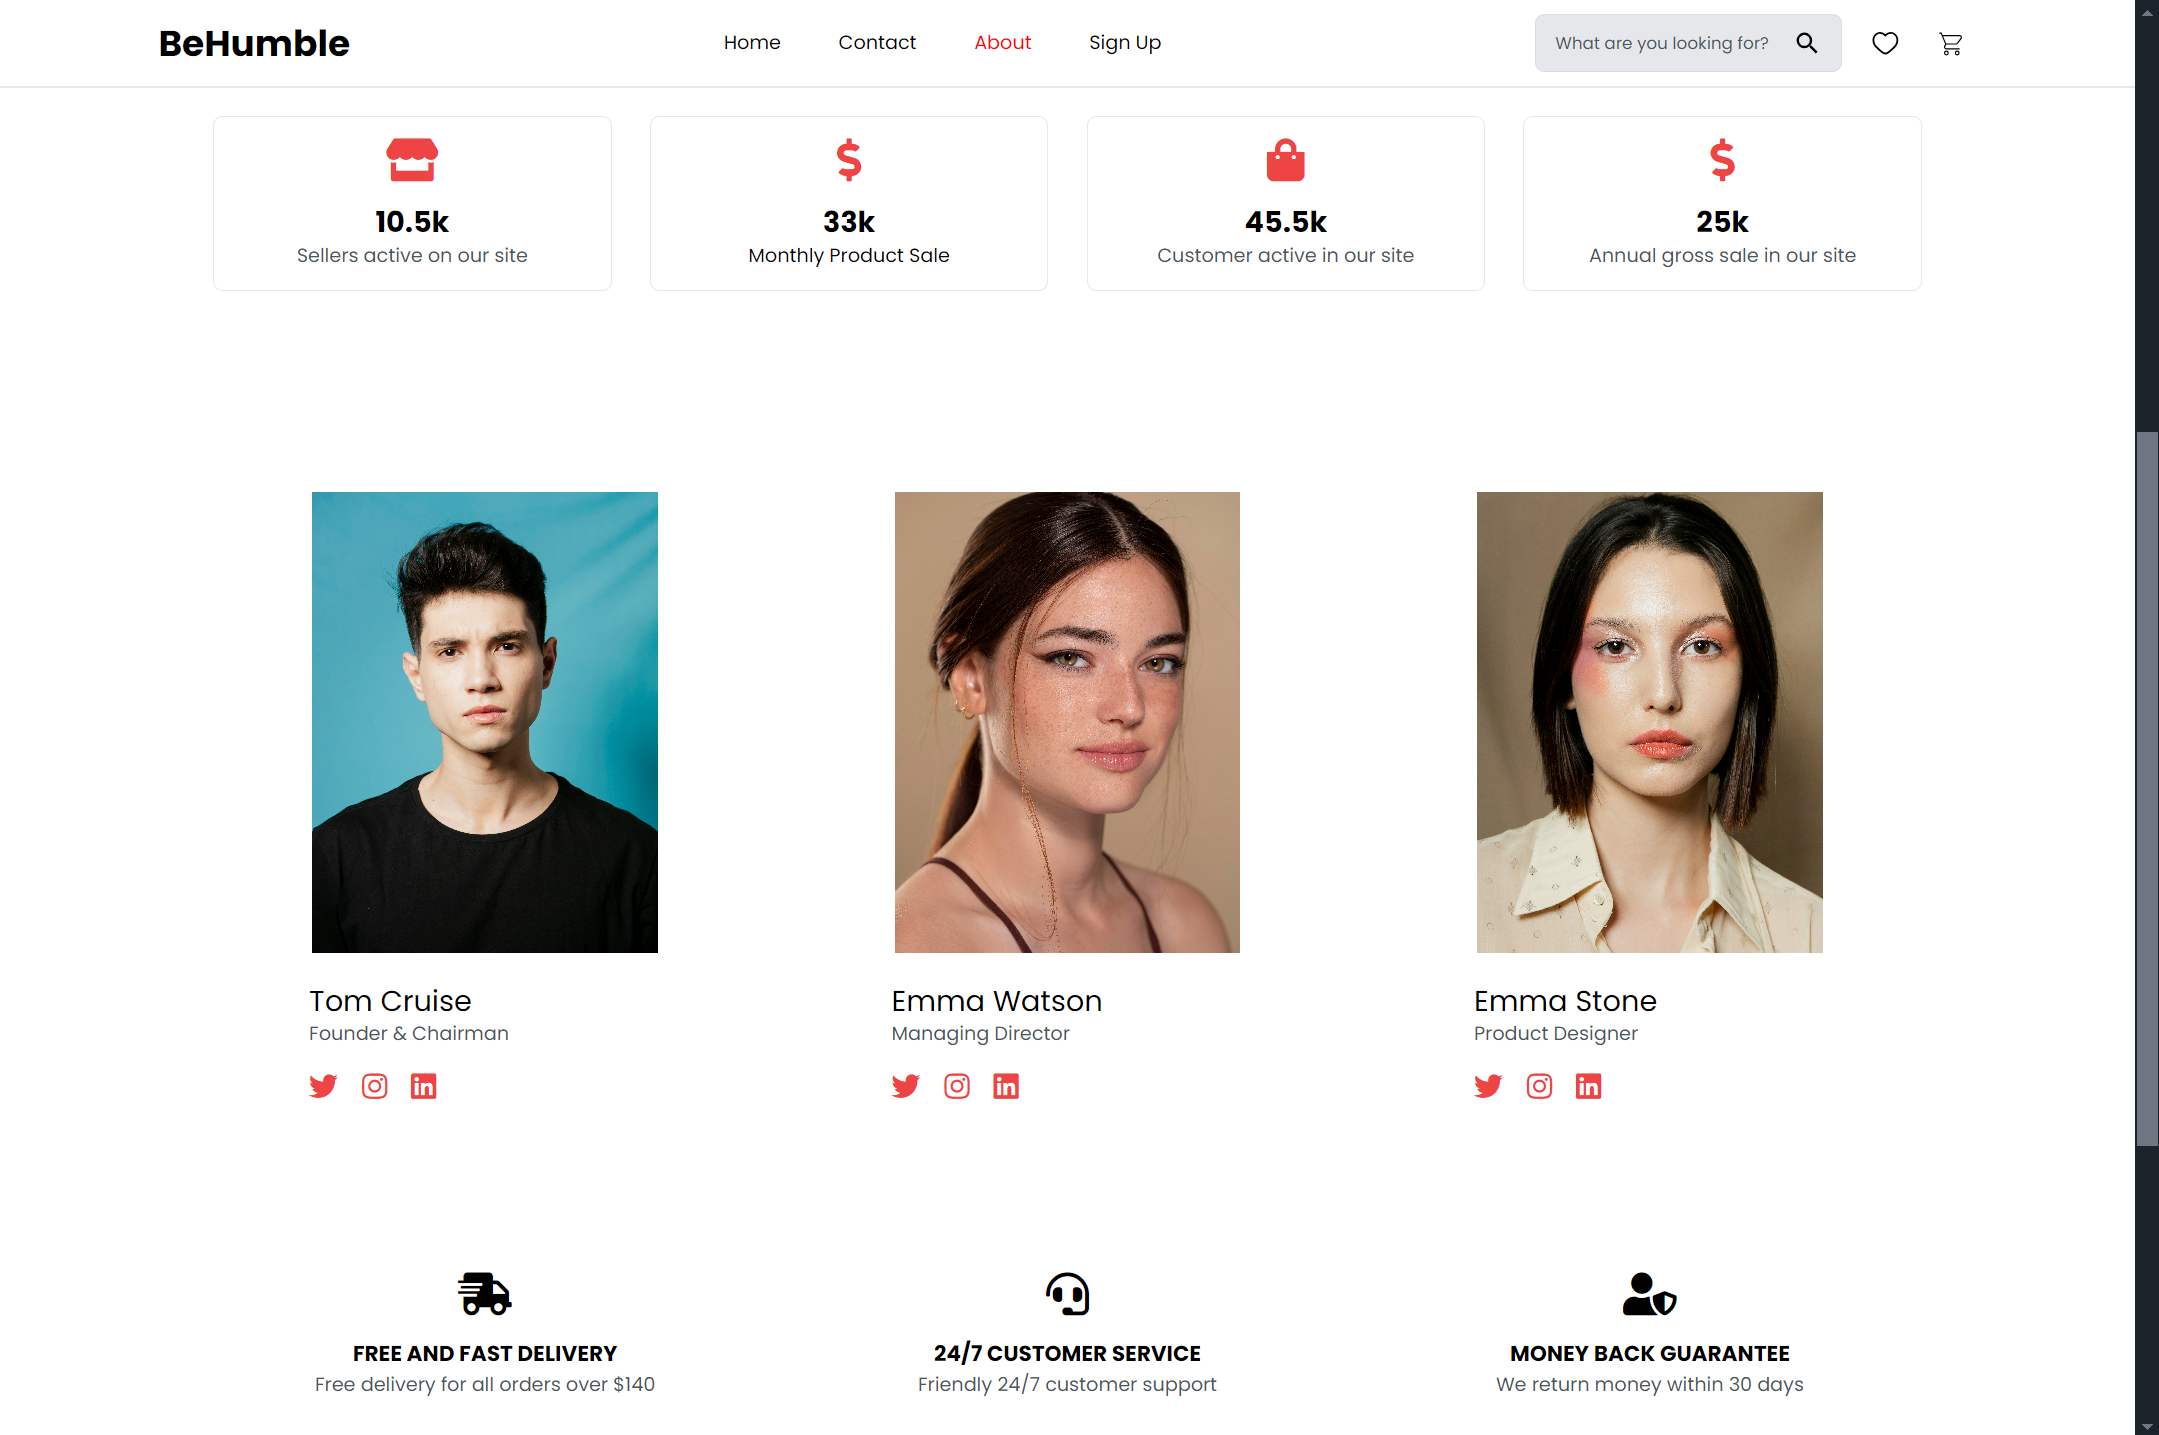 BeHumble
Home
Contact
About
Sign Up
What are you looking for?
10.5k
Sellers active on our site
33k
Monthly Product Sale
45.5k
Customer active in our site
25k
Annual gross sale in our site
Tom Cruise
Founder & Chairman
Emma Watson
Managing Director
Emma Stone
Product Designer
FREE AND FAST DELIVERY
Free delivery for all orders over $140
24/7 CUSTOMER SERVICE
Friendly 24/7 customer support
MONEY BACK GUARANTEE
We return money within 30 days